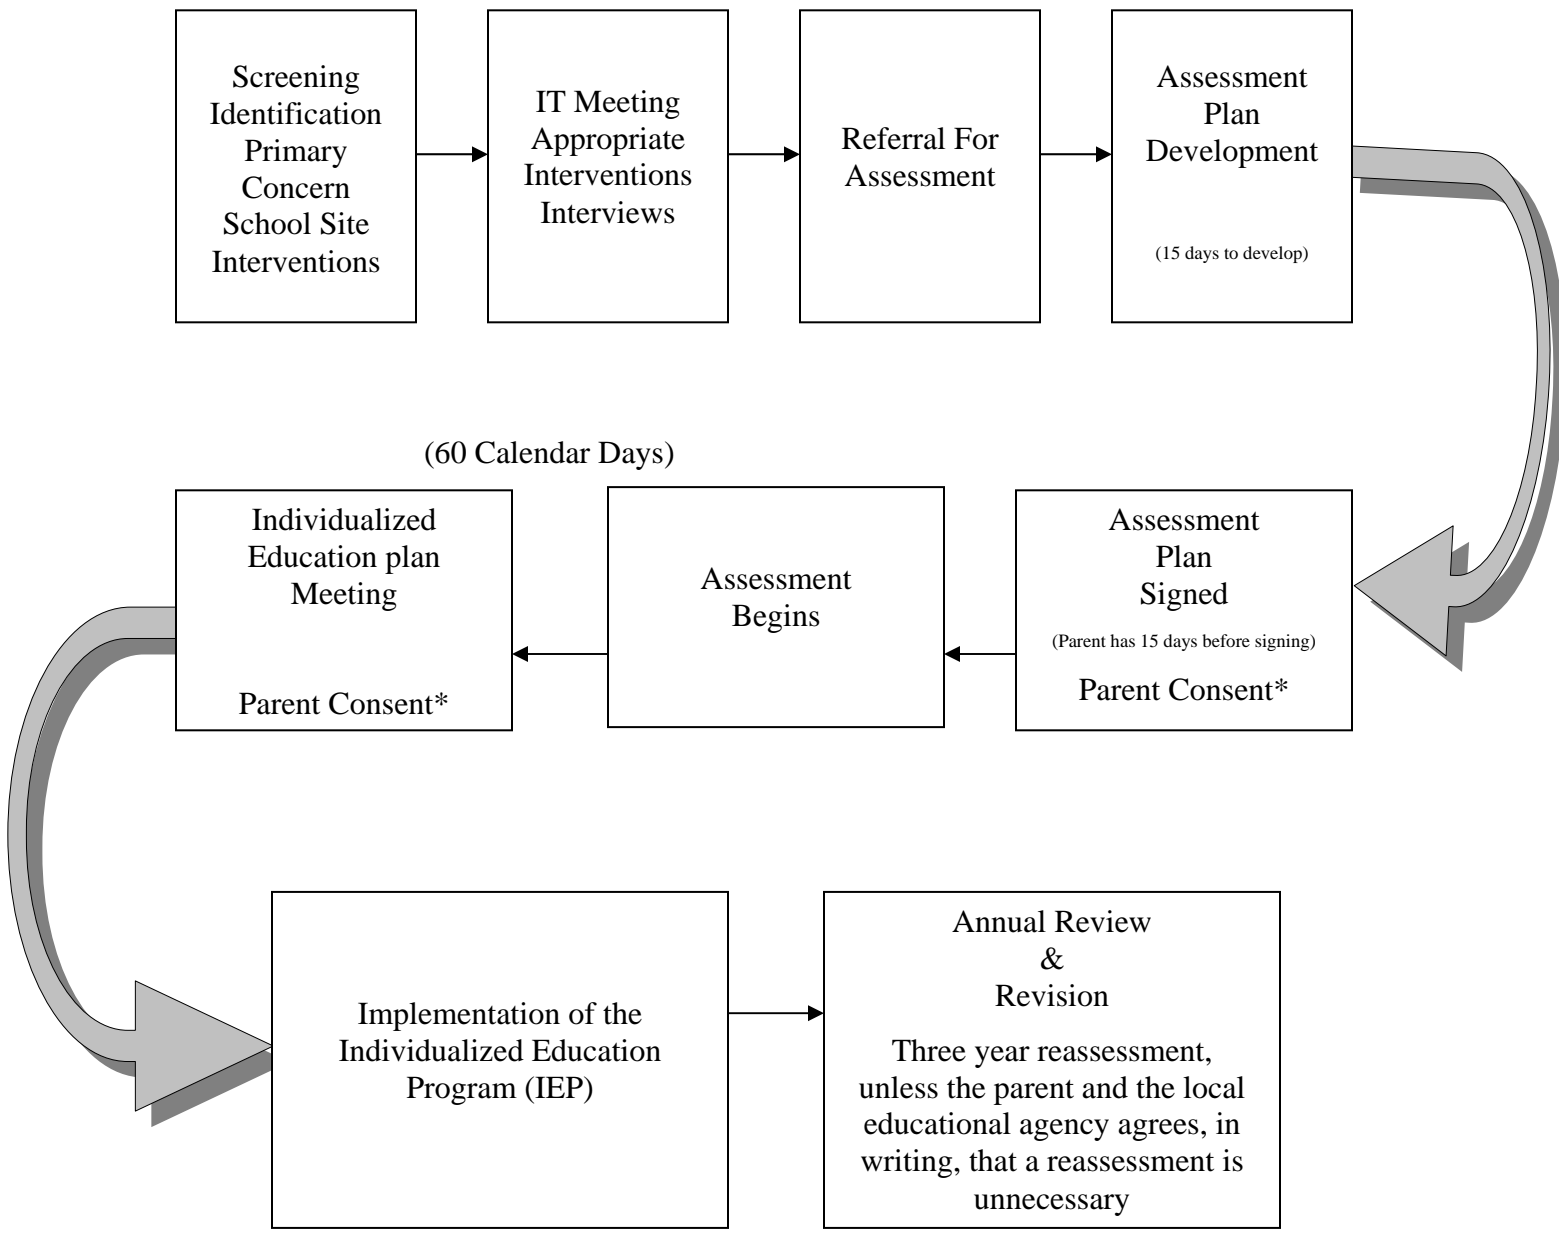 Screening
Identification
Primary
Concern
School Site
Interventions
IT Meeting
Appropriate
Interventions
Interviews
Referral For
Assessment
Assessment
Plan
Development
(15 days to develop)
(60 Calendar Days)
Assessment
Plan
Signed
(Parent has 15 days before signing)
Parent Consent*
Assessment
Begins
Individualized
Education plan
Meeting
Parent Consent*
Implementation of the
Individualized Education
Program (IEP)
Annual Review
&
Revision
Three year reassessment,
unless the parent and the local
educational agency agrees, in
writing, that a reassessment is
unnecessary